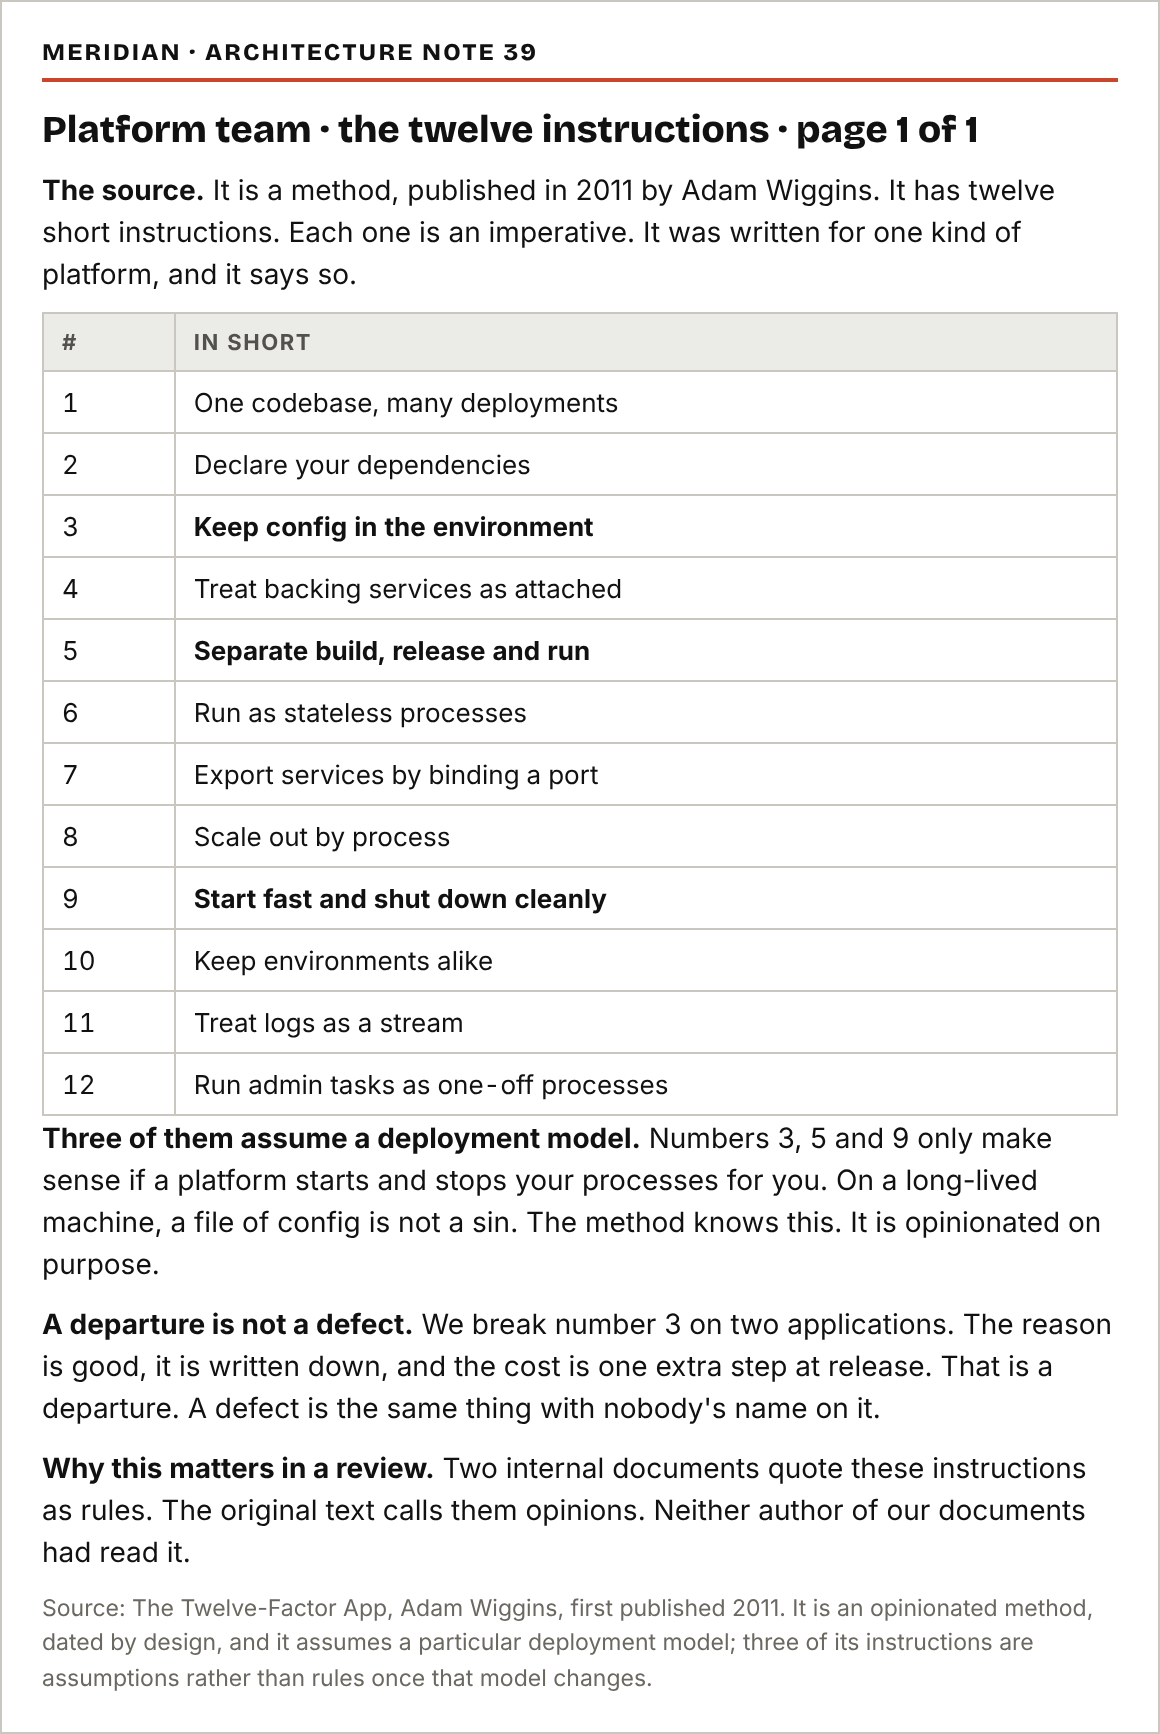 MERIDIAN · ARCHITECTURE NOTE 39
Platform team · the twelve instructions · page 1 of 1
The source. It is a method, published in 2011 by Adam Wiggins. It has twelve
short instructions. Each one is an imperative. It was written for one kind of
platform, and it says so.
# IN SHORT
1 One codebase, many deployments
2 Declare your dependencies
3 Keep config in the environment
4 Treat backing services as attached
5 Separate build, release and run
6 Run as stateless processes
7 Export services by binding a port
8 Scale out by process
9 Start fast and shut down cleanly
10 Keep environments alike
11 Treat logs as a stream
12 Run admin tasks as one-off processes
Three of them assume a deployment model. Numbers 3, 5 and 9 only make
sense if a platform starts and stops your processes for you. On a long-lived
machine, a file of config is not a sin. The method knows this. It is opinionated on
purpose.
A departure is not a defect. We break number 3 on two applications. The reason
is good, it is written down, and the cost is one extra step at release. That is a
departure. A defect is the same thing with nobody's name on it.
Why this matters in a review. Two internal documents quote these instructions
as rules. The original text calls them opinions. Neither author of our documents
had read it.
Source: The Twelve-Factor App, Adam Wiggins, first published 2011. It is an opinionated method,
dated by design, and it assumes a particular deployment model; three of its instructions are
assumptions rather than rules once that model changes.